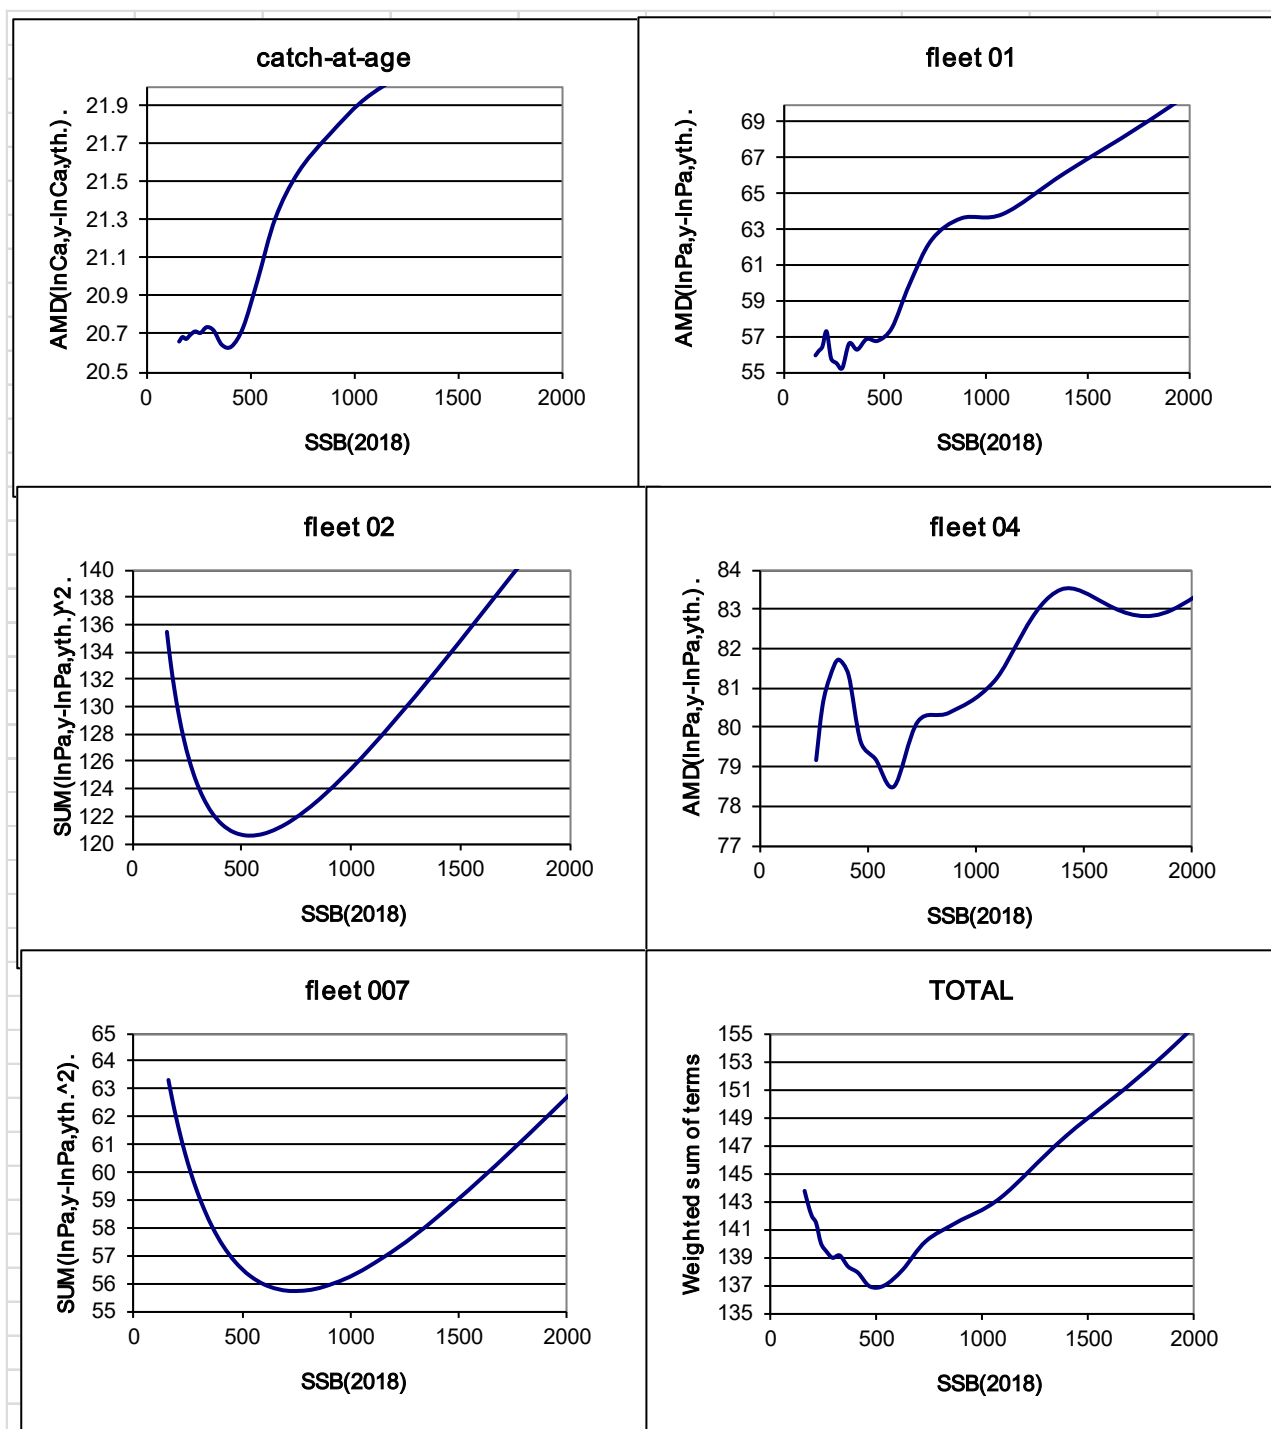 catch-at-age
AMD(lnCa,y-lnCa,yth.) .
21.9
21.7
21.5
21.3
21.1
20.9
20.7
20.5
0 500 1000 1500 2000
SSB(2018)
fleet 01
AMD(lnPa,y-lnPa,yth.) .
69
67
65
63
61
59
57
55
0 500 1000 1500 2000
SSB(2018)
fleet 02
SUM(lnPa,y-lnPa,yth.)^2.
140
138
136
134
132
130
128
126
124
122
120
0 500 1000 1500 2000
SSB(2018)
fleet 04
AMD(lnPa,y-lnPa,yth.) .
84
83
82
81
80
79
78
77
0 500 1000 1500 2000
SSB(2018)
fleet 007
SUM(lnPa,y-lnPa,yth.^2).
65
64
63
62
61
60
59
58
57
56
55
0 500 1000 1500 2000
SSB(2018)
TOTAL
Weighted sum of terms
155
153
151
149
147
145
143
141
139
137
135
0 500 1000 1500 2000
SSB(2018)